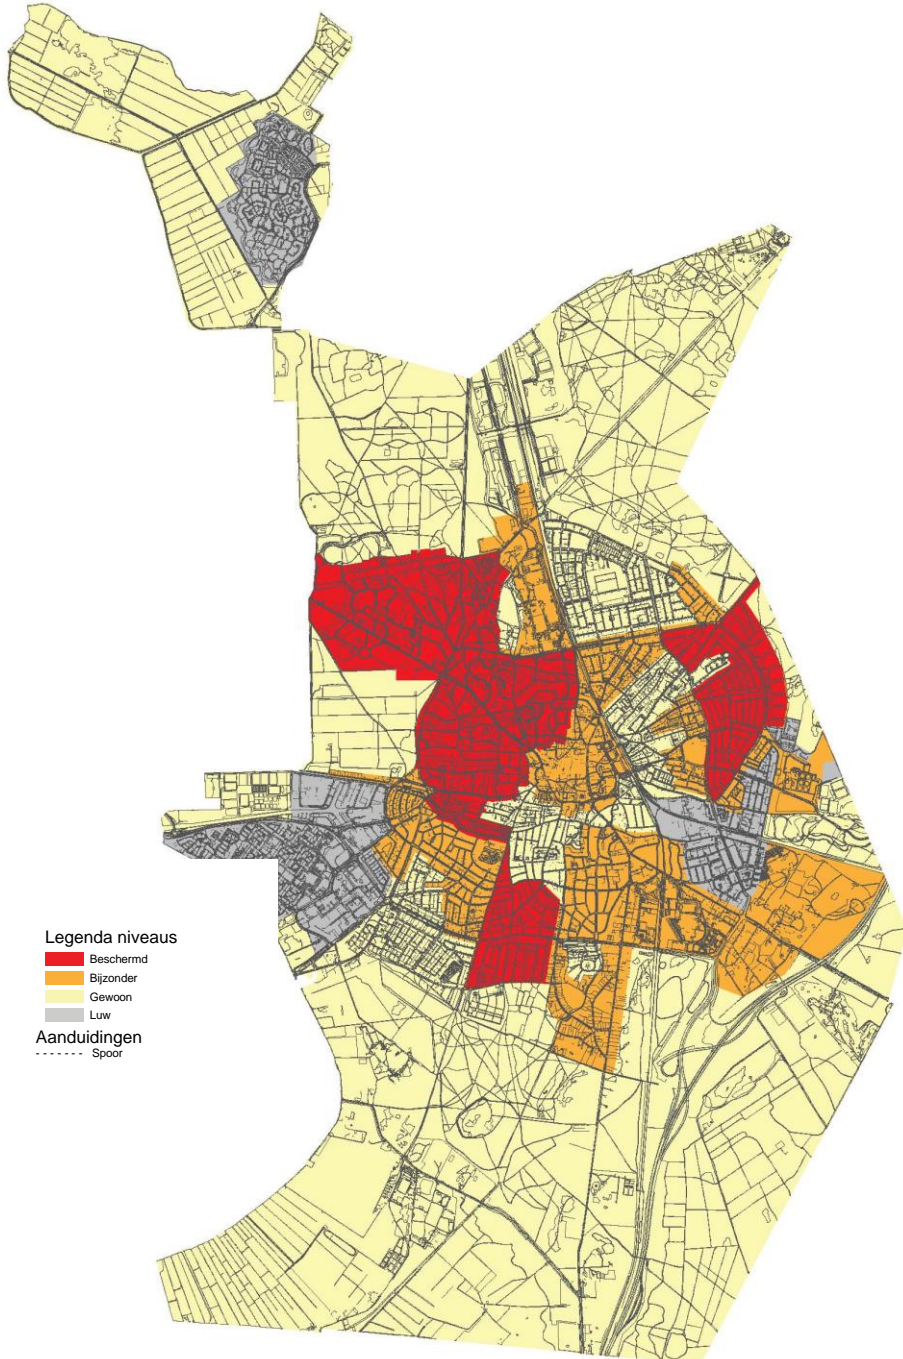 Legenda niveaus
Beschermd
Bijzonder
Gewoon
Luw
Aanduidingen
Spoor